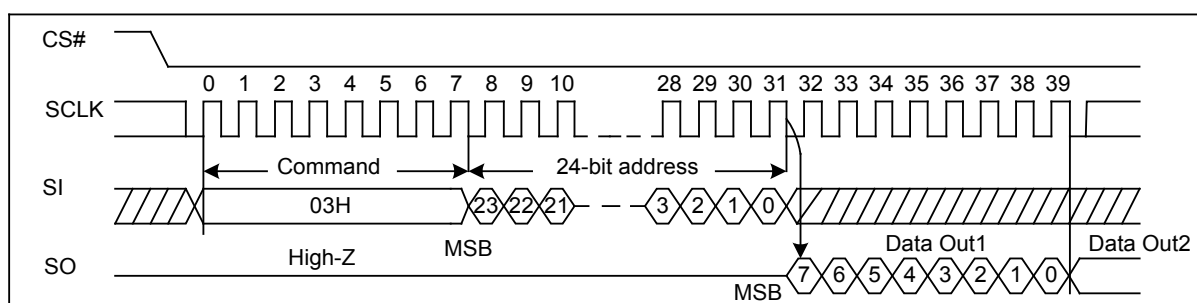 CS#
0 1 2 3 4 5 6 7 8 9 10 28 29 30 31 32 33 34 35 36 37 38 39
SCLK
Command 24-bit address
SI 03H 23 22 21 3 2 1 0
High-Z MSB Data Out1 Data Out2
SO 7 6 5 4 3 2 1 0
MSB